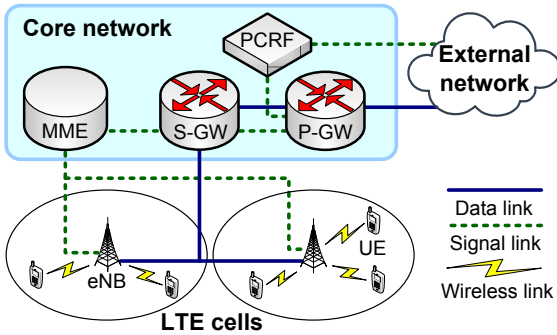 Core network
PCRF
External
network
MME
S-GW
P-GW
UE
eNB
Data link
Signal link
Wireless link
LTE cells